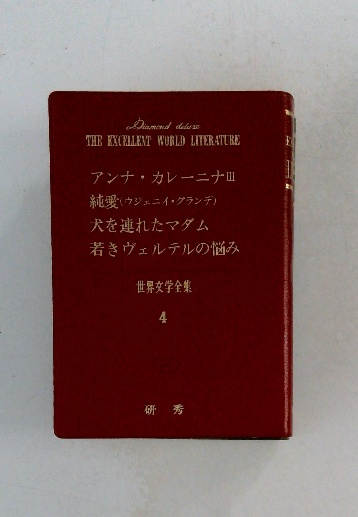 Diamond deluxe
THE EXCELLENT WORLD LITERATURE
アンナ・カレーニナⅢ
純愛(ウジェニイ・グランデ)
犬を連れたマダム
若きヴェルテルの悩み
世界文学全集
4
研秀